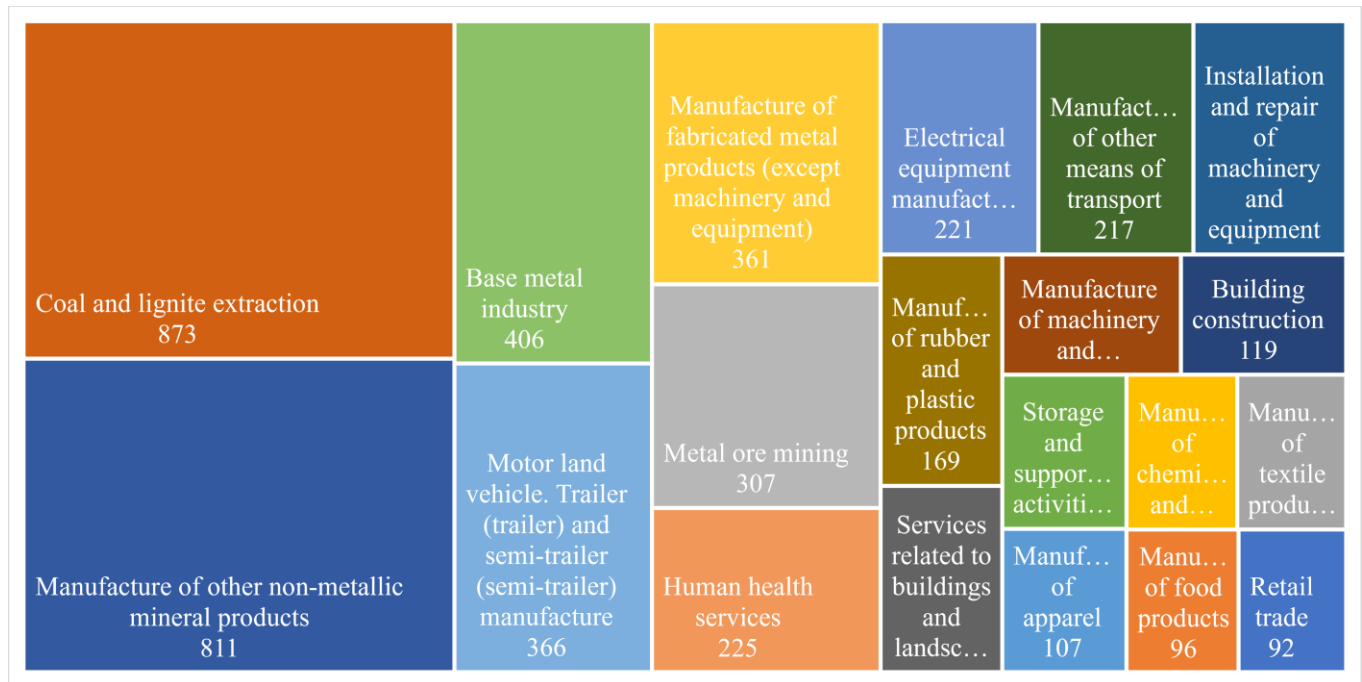 Coal and lignite extraction
873
Manufacture of other non-metallic
mineral products
811
Base metal
industry
406
Motor land
vehicle. Trailer
(trailer) and
semi-trailer
(semi-trailer)
manufacture
366
Manufacture of
fabricated metal
products (except
machinery and
equipment)
361
Metal ore mining
307
Human health
services
225
Electrical
equipment
manufact…
221
Manufact…
of other
means of
transport
217
Installation
and repair
of
machinery
and
equipment
Manuf…
of rubber
and
plastic
products
169
Services
related to
buildings
and
landsc…
Manufacture
of machinery
and…
Building
construction
119
Storage
and
suppor…
activiti…
Manu…
of
chemi…
and…
Manu…
of
textile
produ…
Manuf…
of
apparel
107
Manu…
of food
products
96
Retail
trade
92